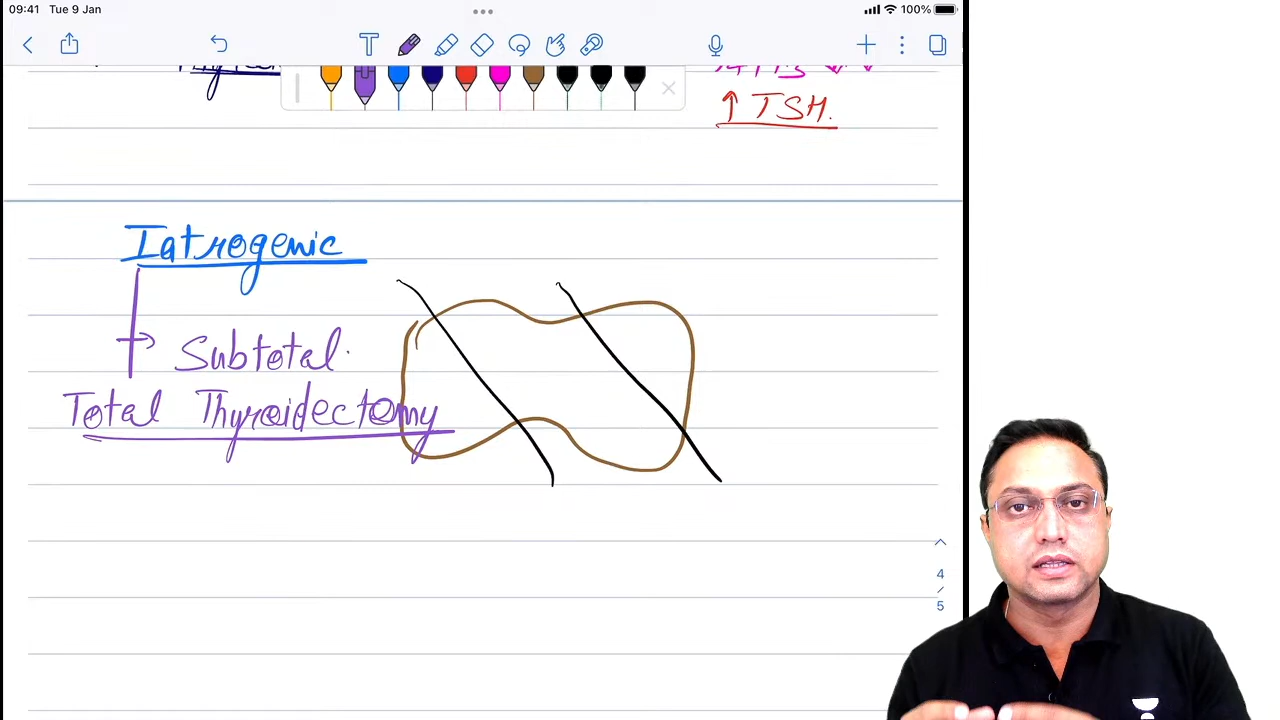 09:41 Tue 9 Jan
100%
T
↑ TSH.
Iatrogenic
→ Subtotal.
Total Thyroidectomy
4
/
5